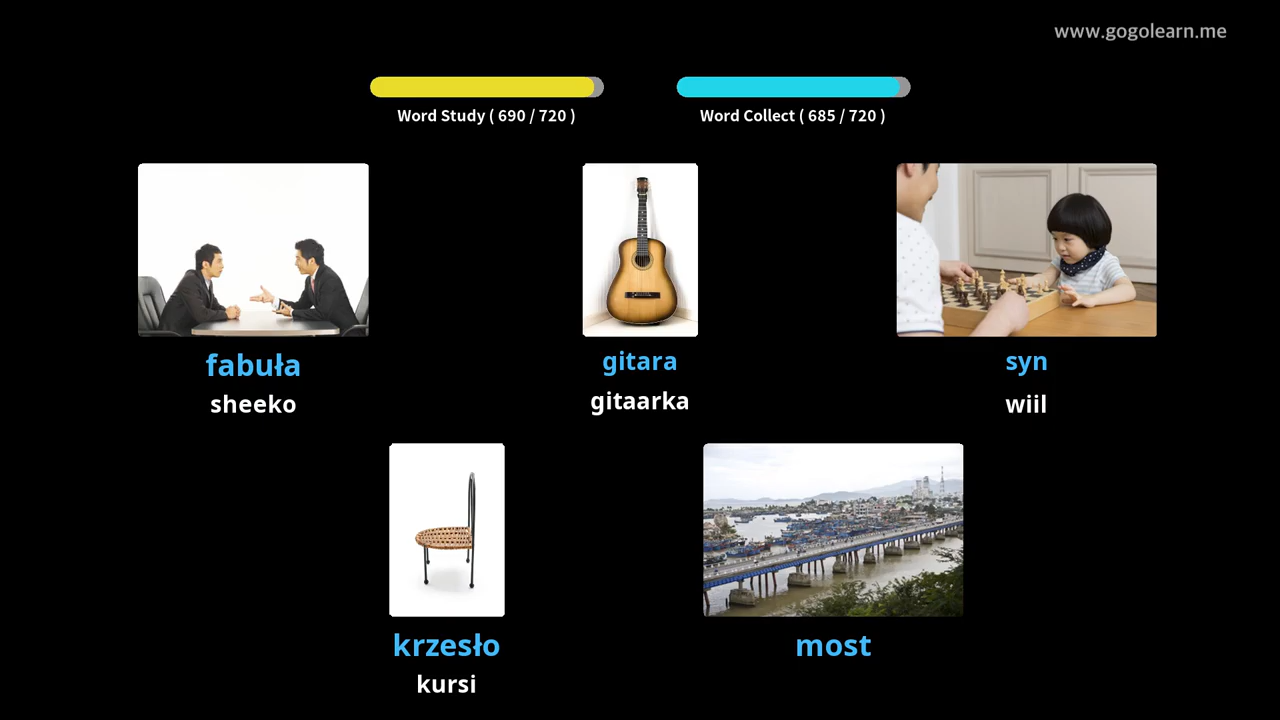 www.gogolearn.me
Word Study ( 690 / 720 )
Word Collect ( 685 / 720 )
fabuła
gitara
syn
sheeko
gitaarka
wiil
krzesło
most
kursi